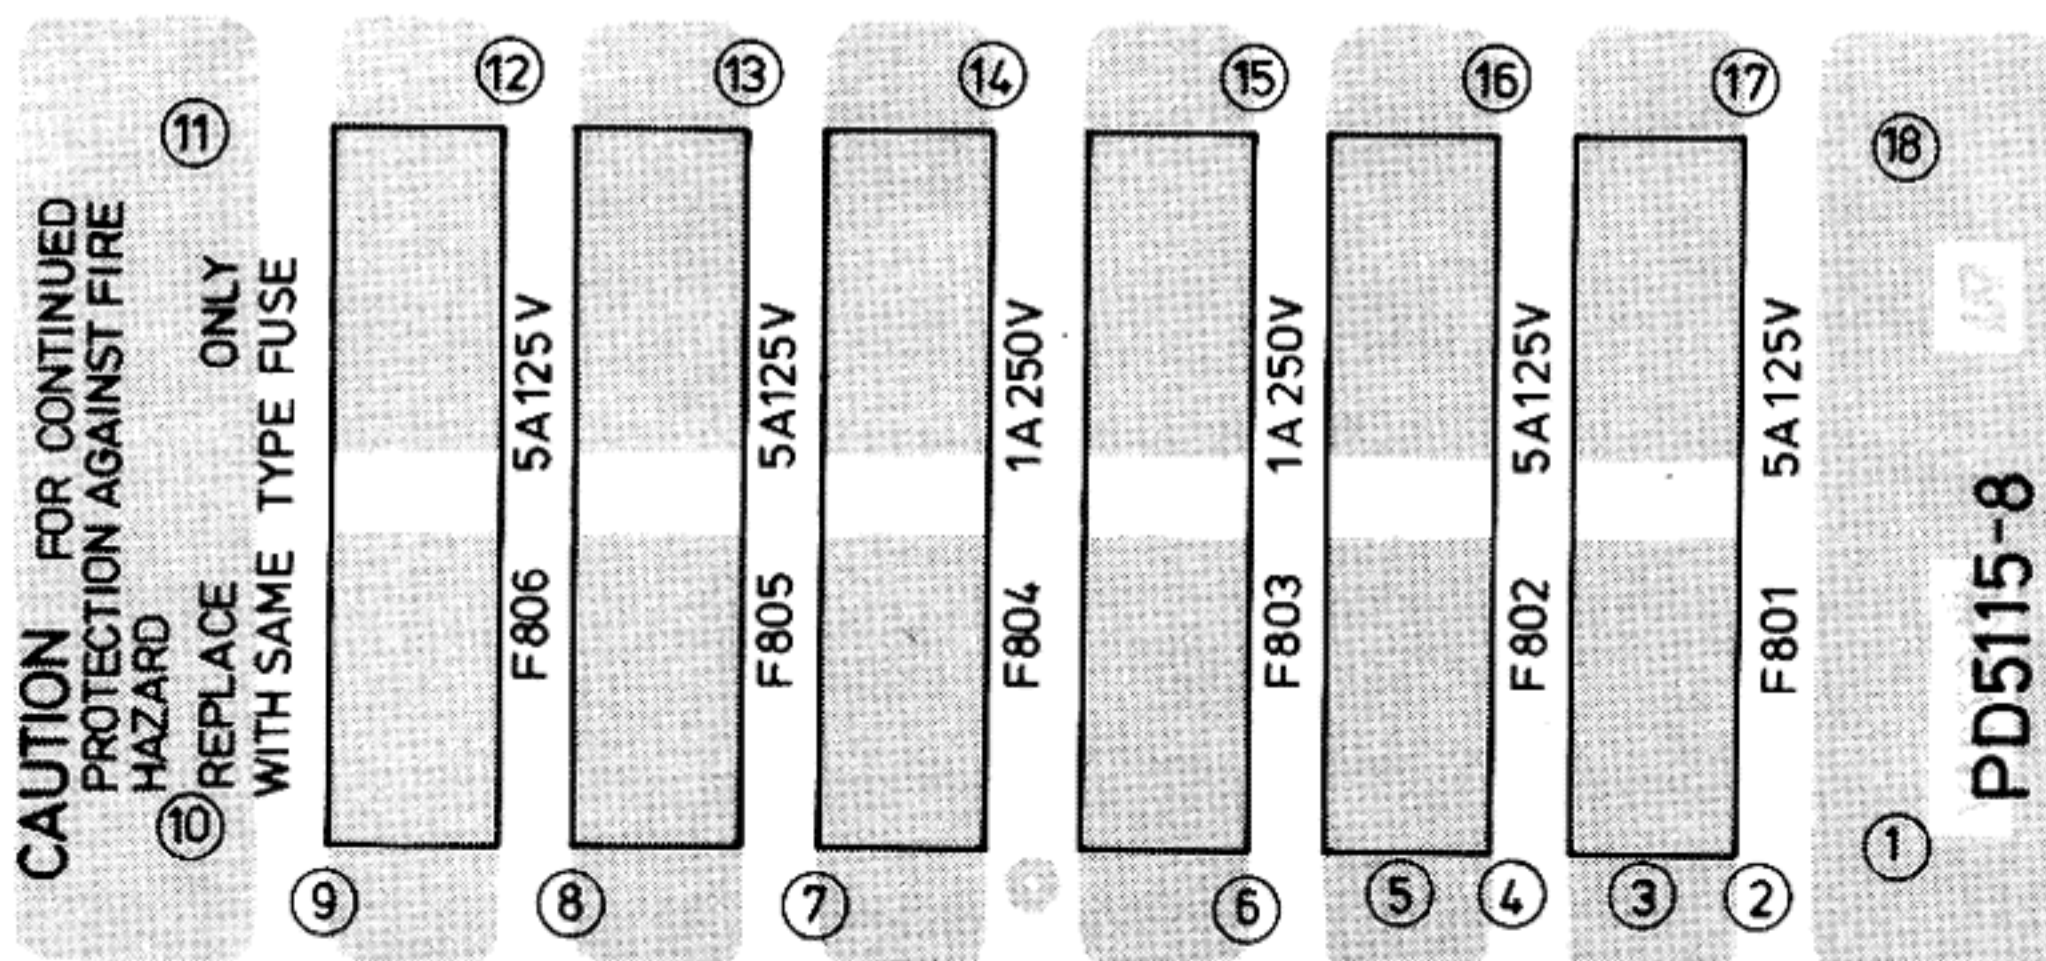 CAUTION FOR CONTINUED
PROTECTION AGAINST FIRE
HAZARD
REPLACE ONLY
WITH SAME TYPE FUSE
F806 5A125V
F805 5A125V
F804 1A250V
F803 1A250V
F802 5A125V
F801 5A125V
PD5115-8
11
12
13
14
15
16
17
18
10
9
8
7
6
5
4
3
2
1